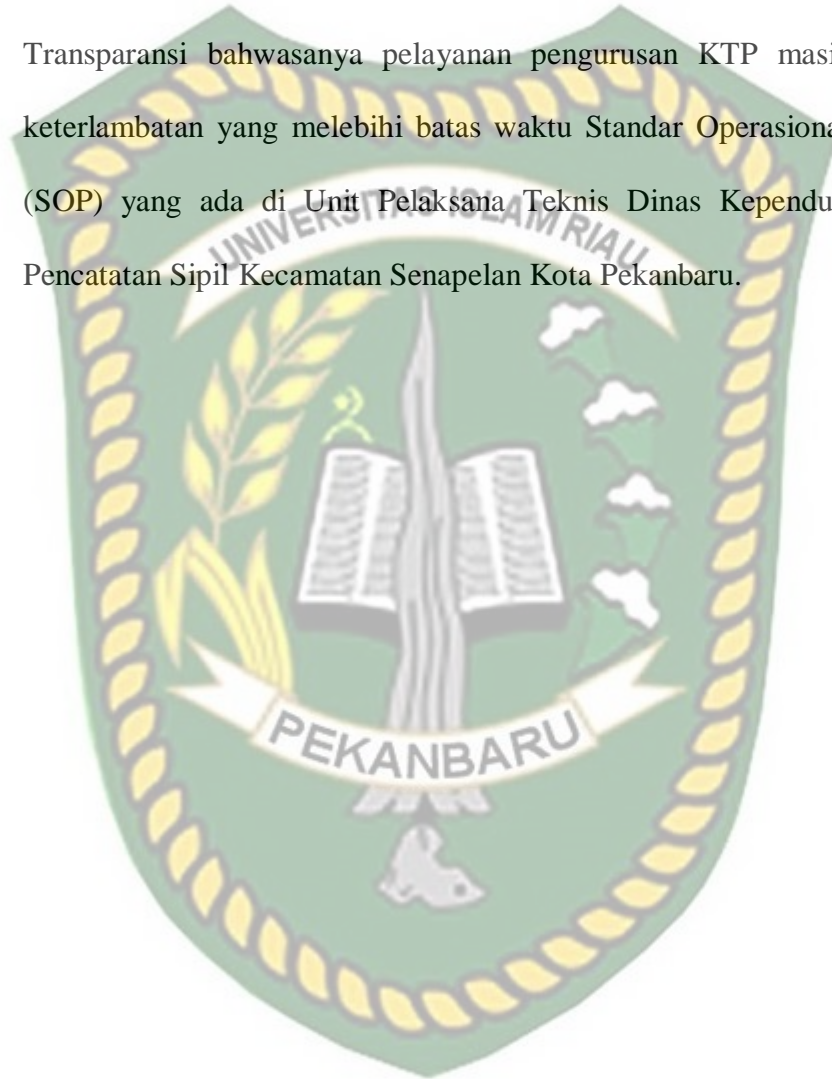 Transparansi bahwasanya pelayanan pengurusan KTP masi
keterlambatan yang melebihi batas waktu Standar Operasiona
(SOP) yang ada di Unit Pelaksana Teknis Dinas Kependu
Pencatatan Sipil Kecamatan Senapelan Kota Pekanbaru.
UNIVERSITAS ISLAM RIAU
PEKANBARU